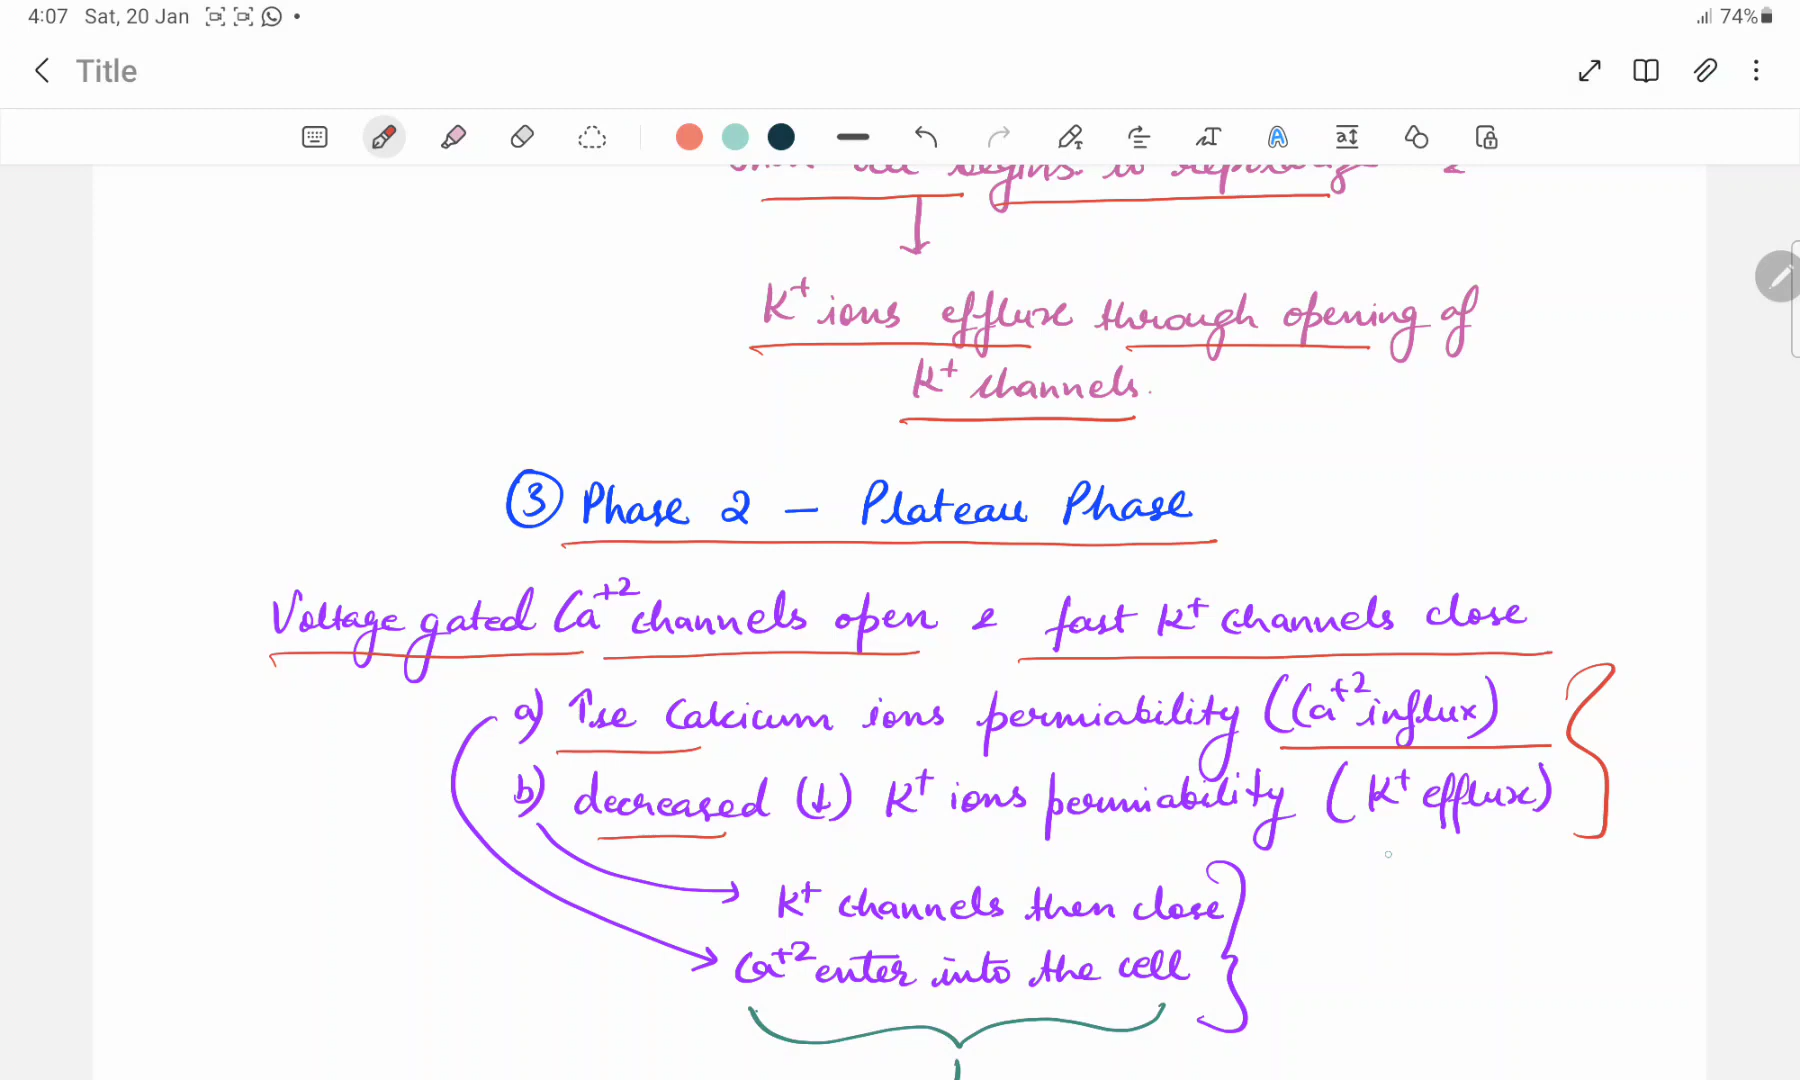 4:07 Sat, 20 Jan
74%
Title
K+ ions efflux through opening of
K+ channels.
③ Phase 2 – Plateau Phase
Voltage gated Ca+2 channels open & fast K+ channels close
a) ↑se Calcium ions permiability (Ca+2 influx)
b) decreased (↓) K+ ions permiability (K+ efflux)
K+ channels then close
Ca+2 enter into the cell